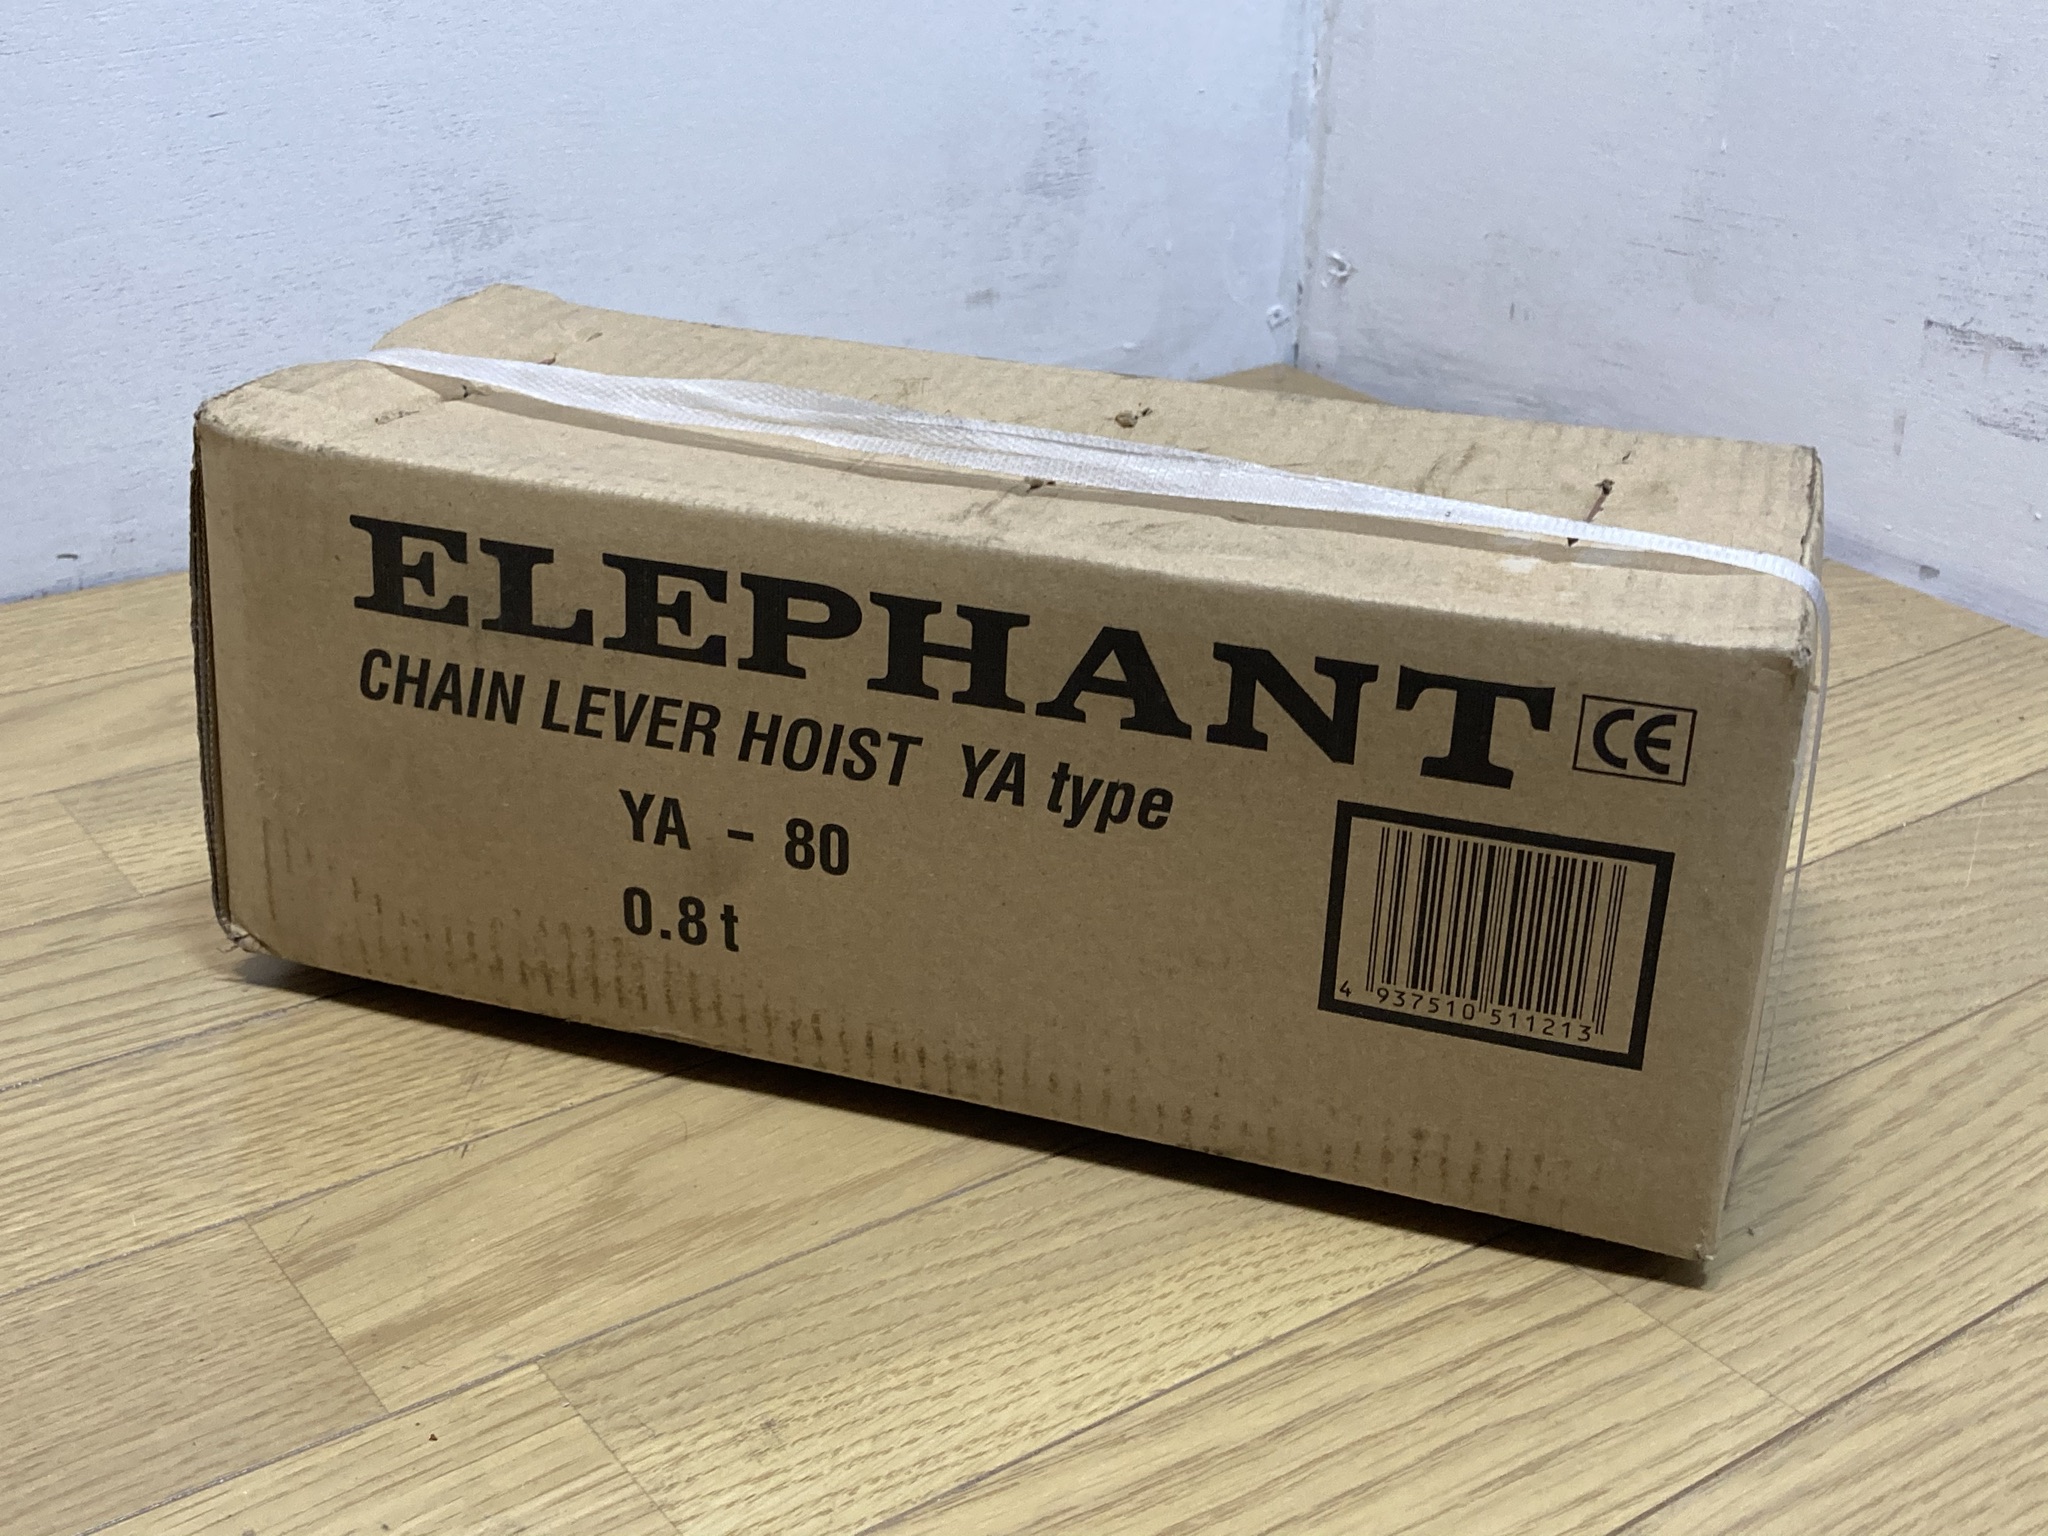 ELEPHANT CE
CHAIN LEVER HOIST YA type
YA - 80
0.8t
4 937510 511213